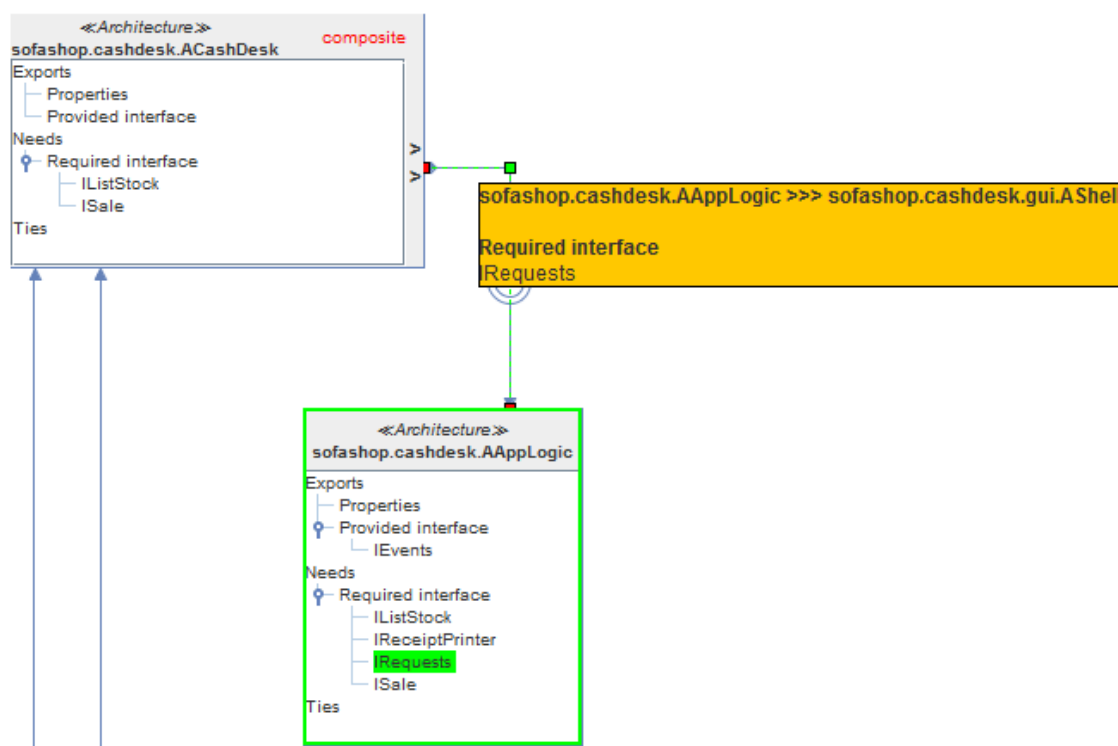 ≪Architecture≫
sofashop.cashdesk.ACashDesk
composite
Exports
Properties
Provided interface
Needs
Required interface
IListStock
ISale
Ties
>
>
sofashop.cashdesk.AAppLogic >>> sofashop.cashdesk.gui.AShell
Required interface
IRequests
≪Architecture≫
sofashop.cashdesk.AAppLogic
Exports
Properties
Provided interface
IEvents
Needs
Required interface
IListStock
IReceiptPrinter
IRequests
ISale
Ties